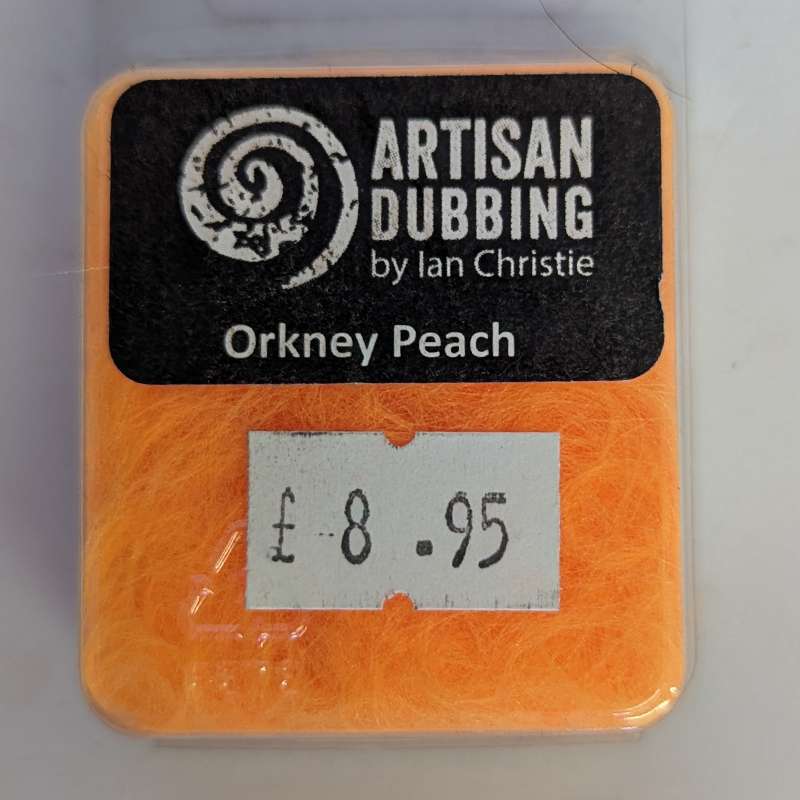 ARTISAN
DUBBING
by Ian Christie
Orkney Peach
£ 8.95